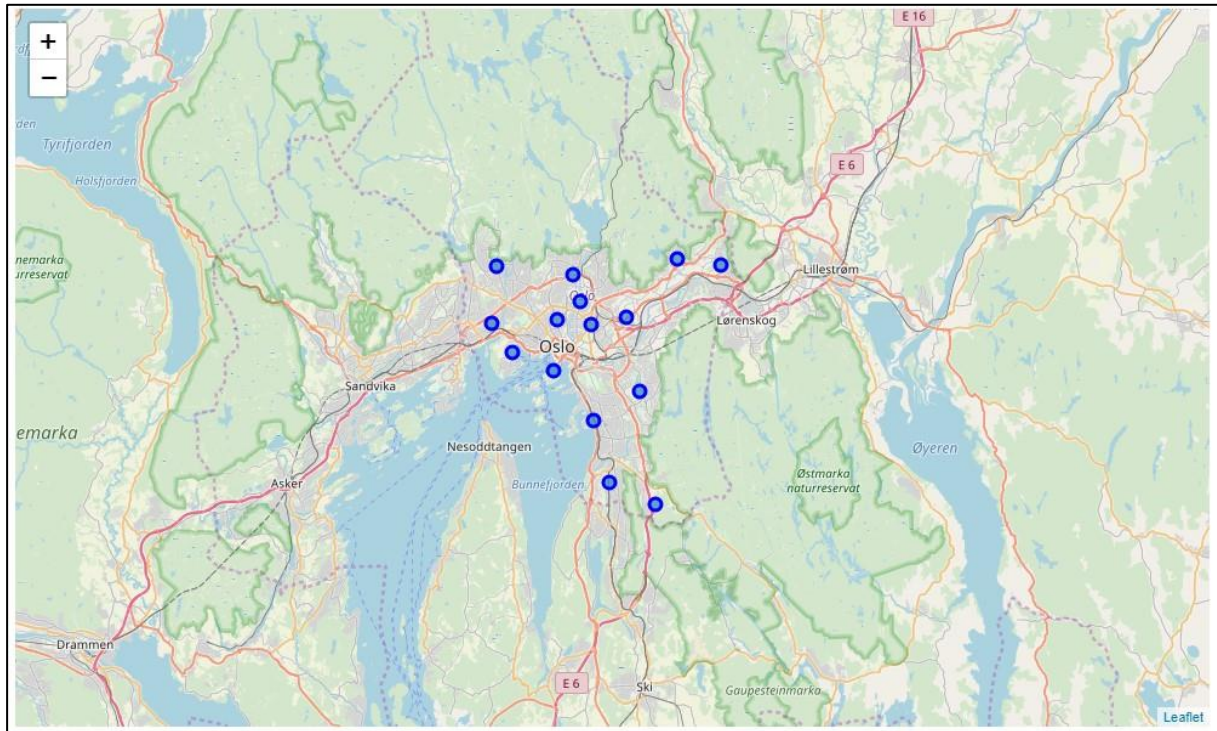 +
−
E 16
Tyrifjorden
Holsfjorden
E 6
Lillestrøm
Lørenskog
Oslo
Sandvika
emarka
Nesoddtangen
Øyeren
Østmarka
naturreservat
Asker
Bunnefjorden
Drammen
E 6
Ski
Gaupesteinmarka
Leaflet